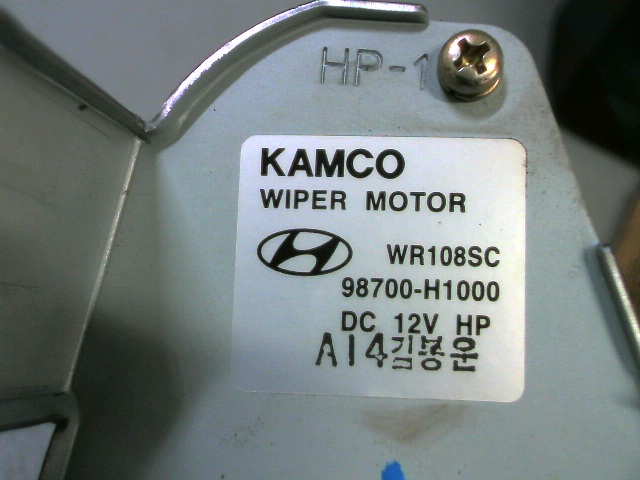 HP-1
KAMCO
WIPER MOTOR
WR108SC
98700-H1000
DC 12V HP
A14김봉운